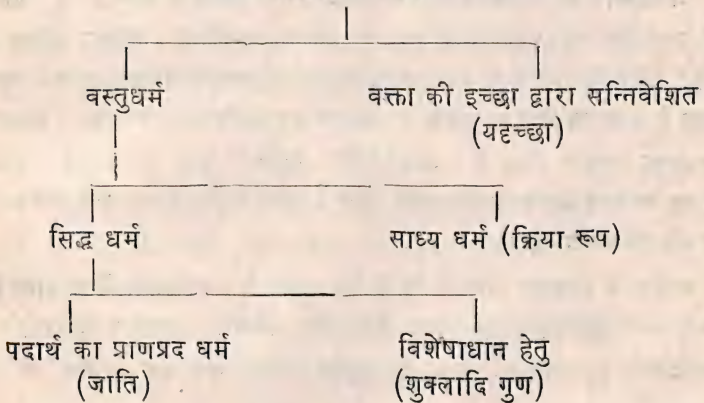 वस्तुधर्म वक्ता की इच्छा द्वारा सन्निवेशित
(यदृच्छा)
सिद्ध धर्म साध्य धर्म (क्रिया रूप)
पदार्थ का प्राणप्रद धर्म विशेषाधान हेतु
(जाति) (शुक्लादि गुण)